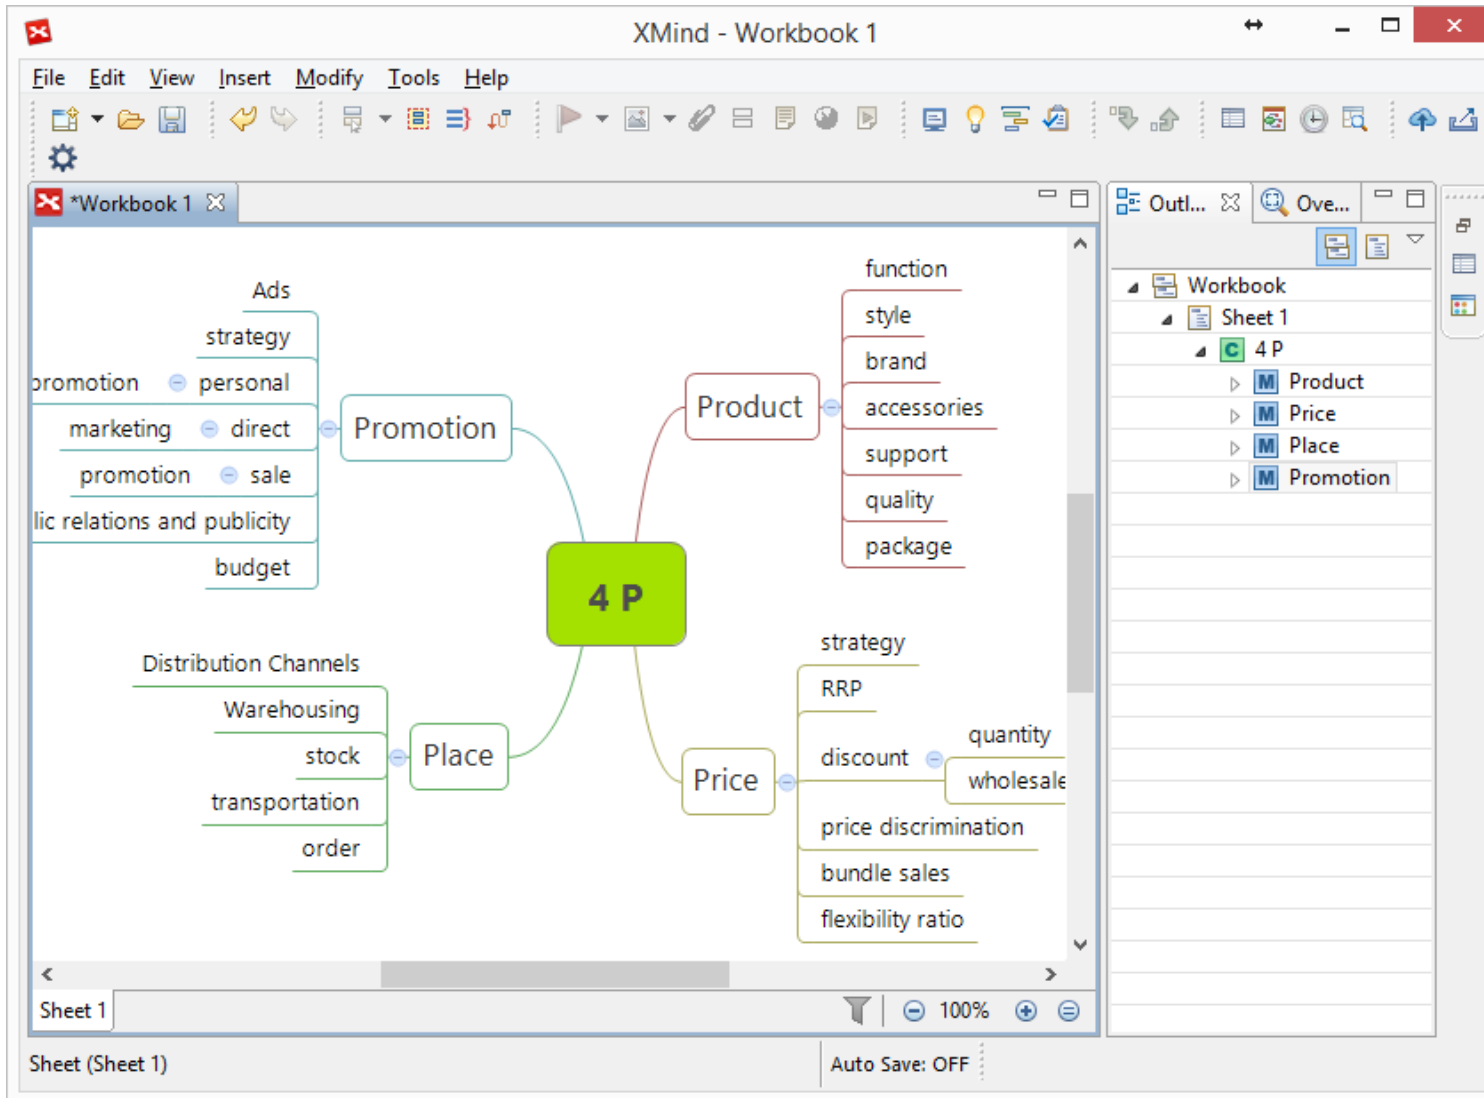 XMind - Workbook 1
File Edit View Insert Modify Tools Help
*Workbook 1
Outl...
Ove...
Ads
strategy
promotion personal
marketing direct
promotion sale
relations and publicity
budget
Promotion
Distribution Channels
Warehousing
stock
transportation
order
Place
4 P
Product
function
style
brand
accessories
support
quality
package
Price
strategy
RRP
discount
quantity
wholesale
price discrimination
bundle sales
flexibility ratio
Workbook
Sheet 1
C 4 P
M Product
M Price
M Place
M Promotion
Sheet 1
100%
Sheet (Sheet 1)
Auto Save: OFF